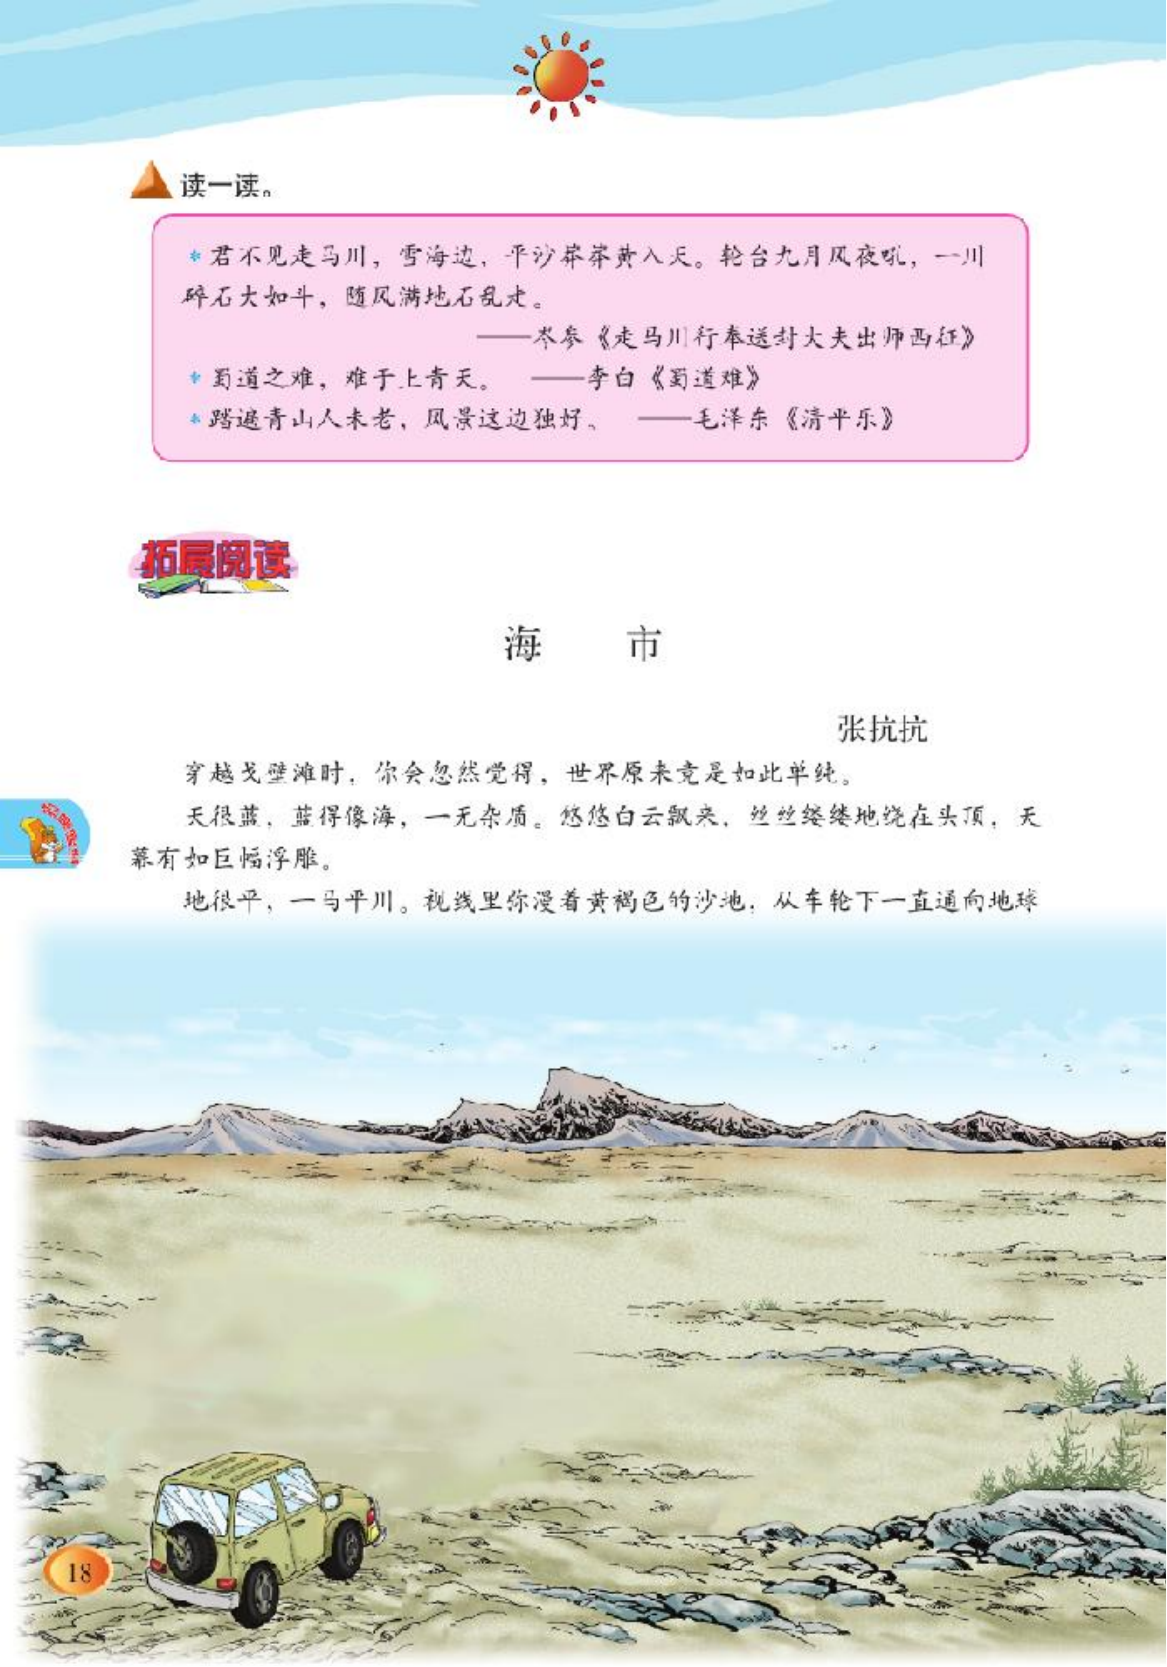 读一读。
* 君不见走马川，雪海边，平沙莽莽黄入天。轮台九月风夜吼，一川
碎石大如斗，随风满地石乱走。
——岑参《走马川行奉送封大夫出师西征》
* 蜀道之难，难于上青天。 ——李白《蜀道难》
* 踏遍青山人未老，风景这边独好。 ——毛泽东《清平乐》
拓展阅读
海 市
张抗抗
穿越戈壁滩时，你会忽然觉得，世界原来竟是如此单纯。
天很蓝，蓝得像海，一无杂质。悠悠白云飘来，丝丝缕缕地绕在头顶，天
幕有如巨幅浮雕。
地很平，一马平川。视线里弥漫着黄褐色的沙地，从车轮下一直通向地球
18